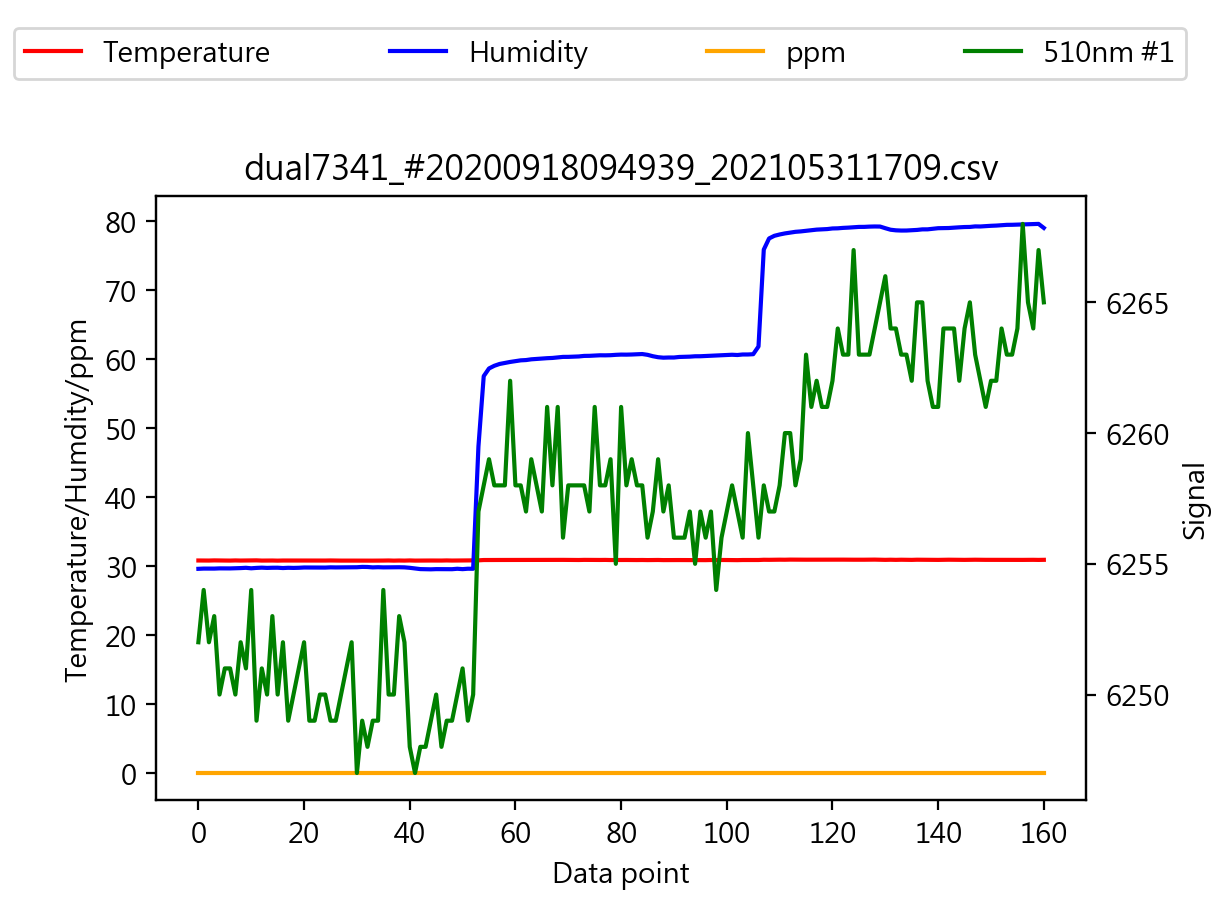 Temperature Humidity ppm 510nm #1
dual7341_#20200918094939_202105311709.csv
80
70
60
50
40
30
20
10
0
Temperature/Humdity/ppm
6265
6260
6255
6250
Signal
0 20 40 60 80 100 120 140 160
Data point